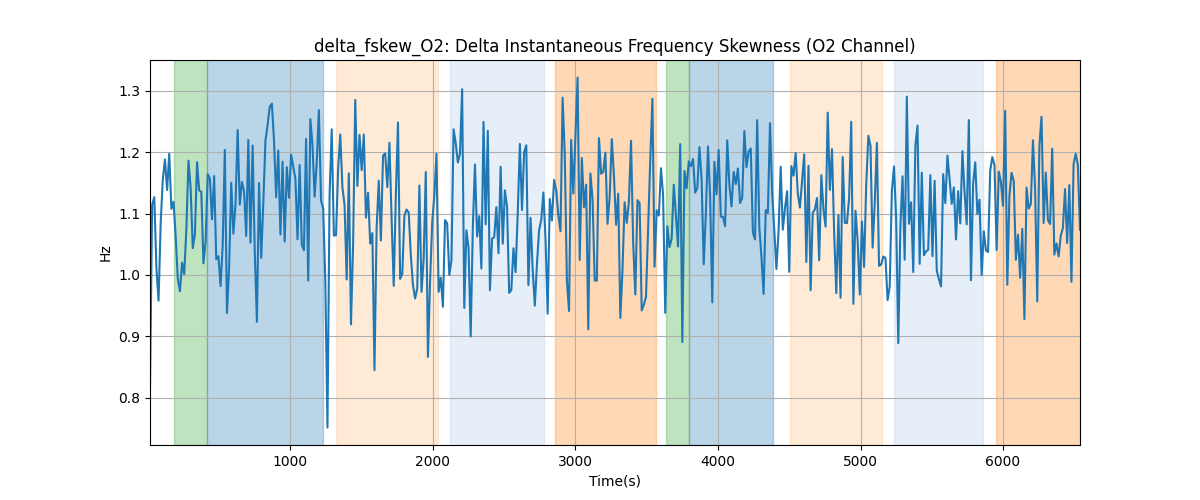 delta_fskew_O2: Delta Instantaneous Frequency Skewness (O2 Channel)
1.3
1.2
1.1
1.0
0.9
0.8
Hz
1000 2000 3000 4000 5000 6000
Time(s)